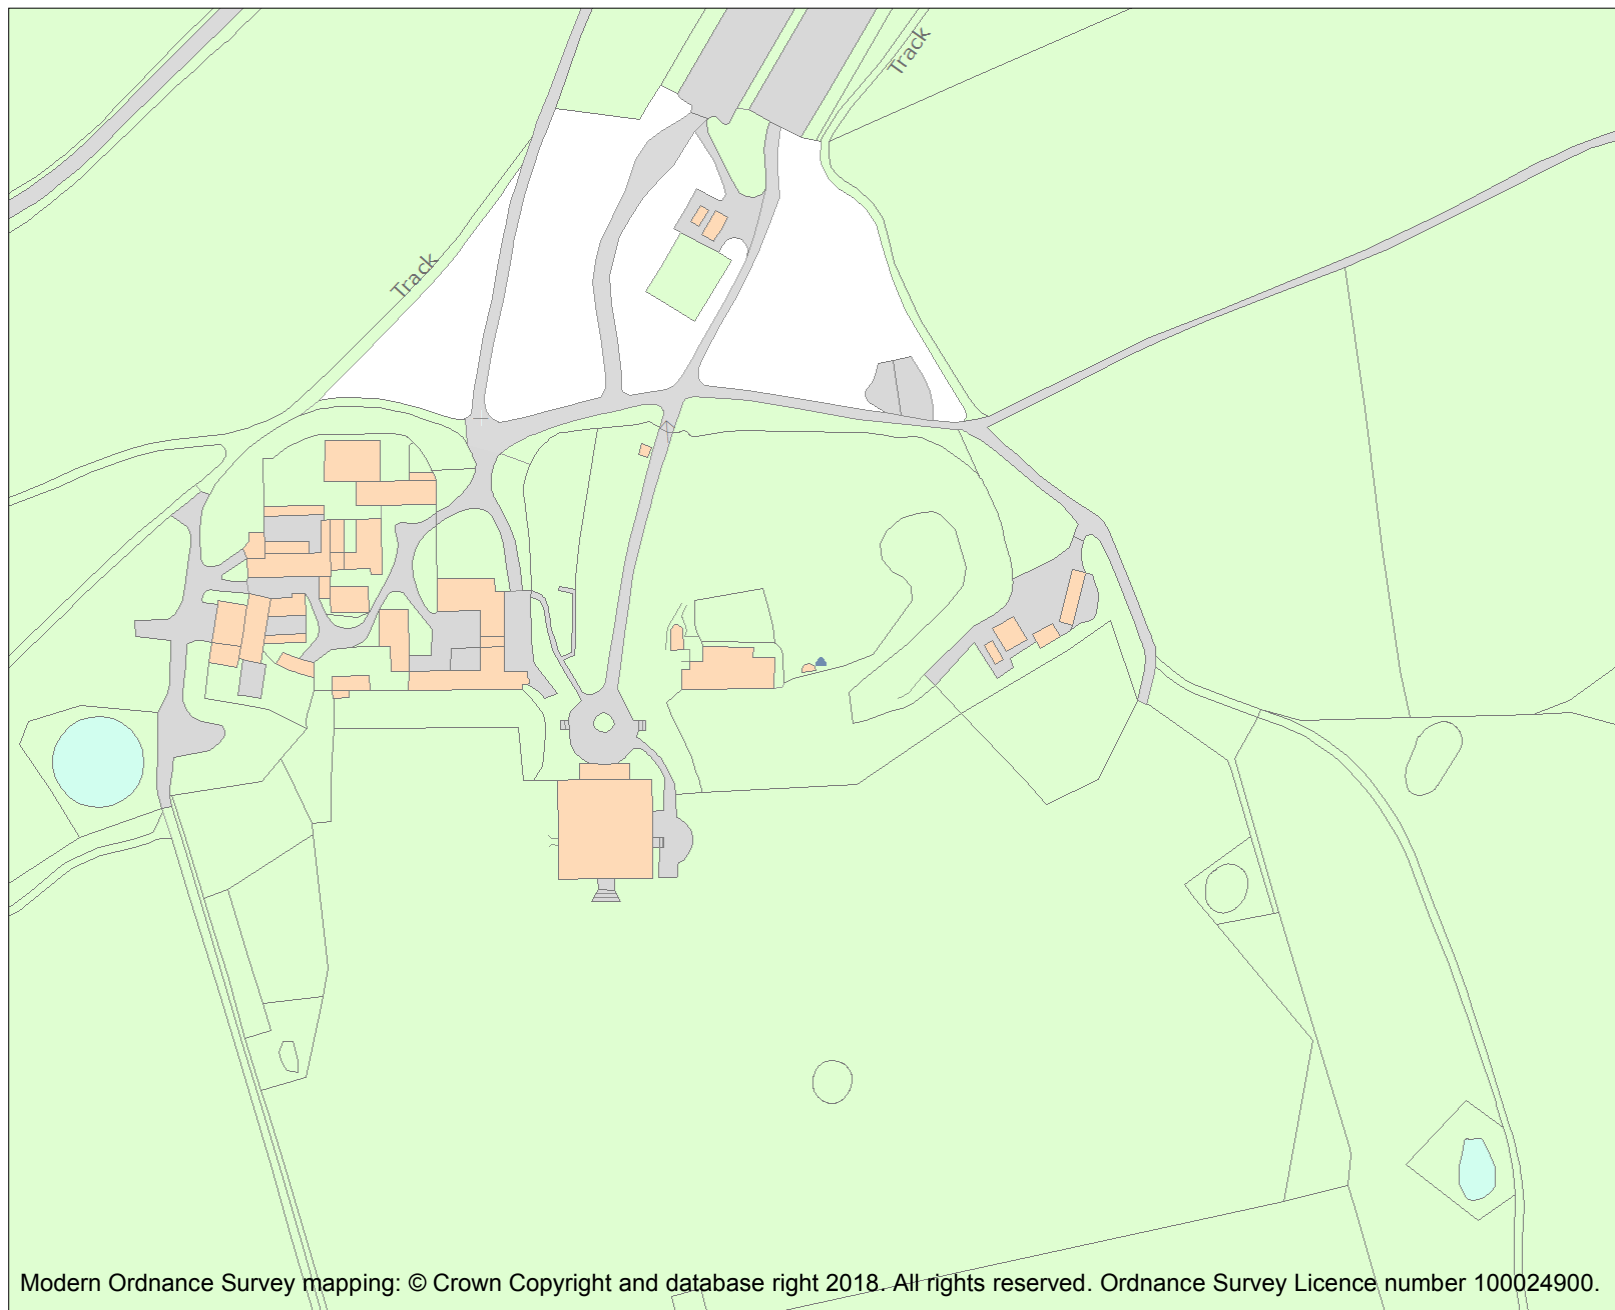 Track
Track
Modern Ordnance Survey mapping: © Crown Copyright and database right 2018. All rights reserved. Ordnance Survey Licence number 100024900.